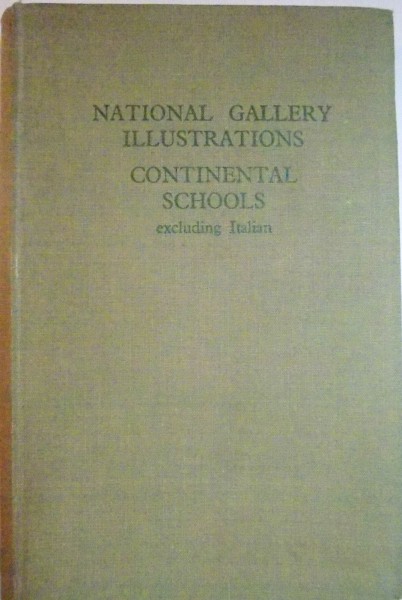 NATIONAL GALLERY
ILLUSTRATIONS
CONTINENTAL
SCHOOLS
excluding Italian